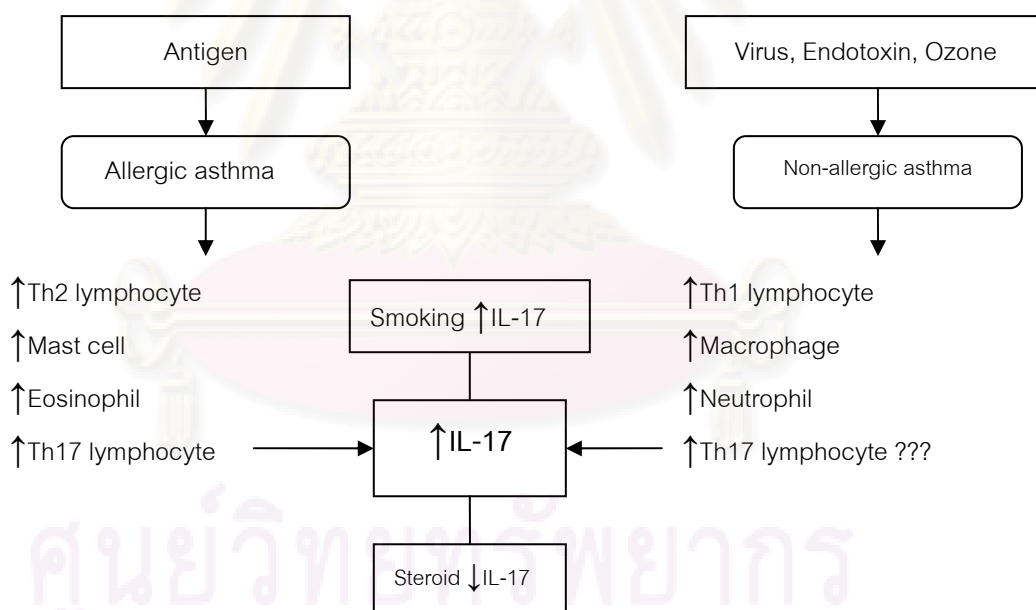 Antigen
Virus, Endotoxin, Ozone
Allergic asthma
Non-allergic asthma
↑Th2 lymphocyte
↑Mast cell
↑Eosinophil
↑Th17 lymphocyte
Smoking ↑IL-17
↑IL-17
Steroid ↓IL-17
↑Th1 lymphocyte
↑Macrophage
↑Neutrophil
↑Th17 lymphocyte ???
ศูนย์วิทยทรัพยากร